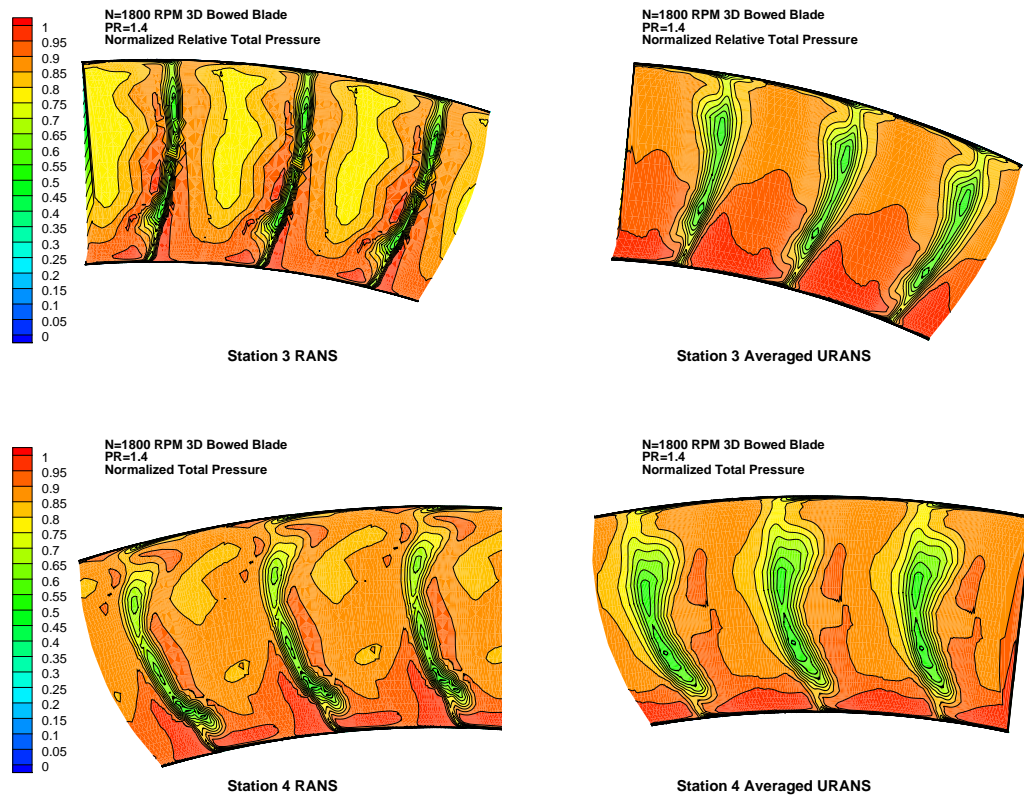 N=1800 RPM 3D Bowed Blade
PR=1.4
Normalized Relative Total Pressure
1
0.95
0.9
0.85
0.8
0.75
0.7
0.65
0.6
0.55
0.5
0.45
0.4
0.35
0.3
0.25
0.2
0.15
0.1
0.05
0
Station 3 RANS
N=1800 RPM 3D Bowed Blade
PR=1.4
Normalized Relative Total Pressure
Station 3 Averaged URANS
N=1800 RPM 3D Bowed Blade
PR=1.4
Normalized Total Pressure
1
0.95
0.9
0.85
0.8
0.75
0.7
0.65
0.6
0.55
0.5
0.45
0.4
0.35
0.3
0.25
0.2
0.15
0.1
0.05
0
Station 4 RANS
N=1800 RPM 3D Bowed Blade
PR=1.4
Normalized Total Pressure
Station 4 Averaged URANS